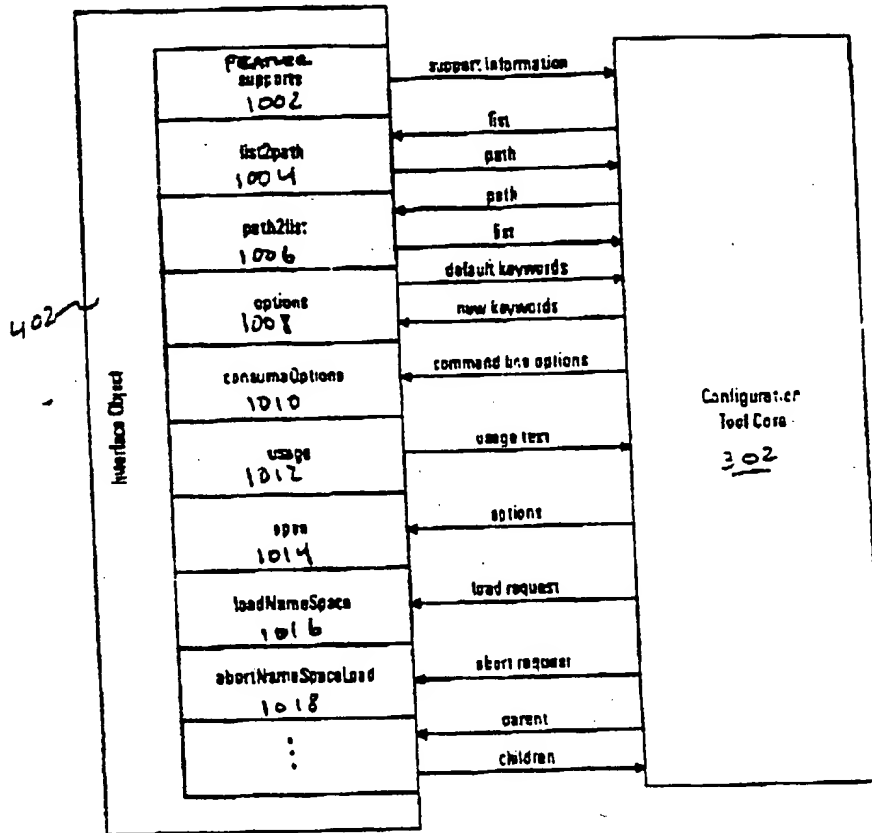 FEATURE
supports
1002
support information
list
list2path
1004
path
path
path2list
1006
list
default keywords
options
1008
new keywords
402
command line options
consumaOptions
1010
Interface Object
Configuration
Tool Core
302
usage
1012
usage text
open
1014
options
loadNameSpace
1016
load request
abortNameSpaceLoad
1018
abort request
parent
children